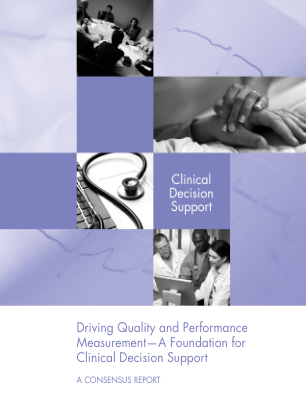 Clinical
Decision
Support
Driving Quality and Performance
Measurement—A Foundation for
Clinical Decision Support
A CONSENSUS REPORT